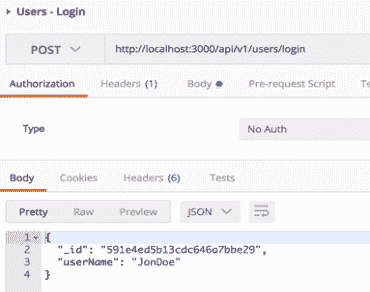 Users - Login
POST http://localhost:3000/api/v1/users/login
Authorization Headers (1) Body Pre-request Script
Type No Auth
Body Cookies Headers (6) Tests
Pretty Raw Preview JSON
1 {
2 "_id": "591e4ed5b13cdc646a7bbe29",
3 "userName": "JonDoe"
4 }